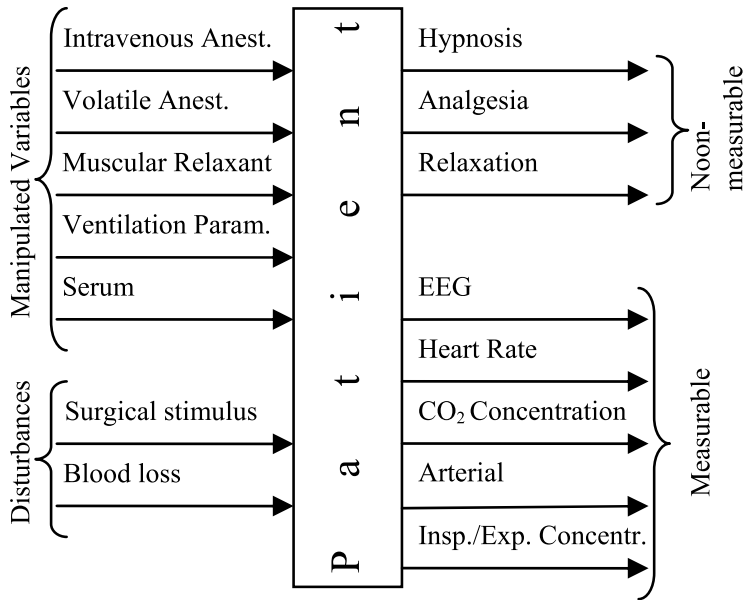 Manipulated Variables
Intravenous Anest.
Volatile Anest.
Muscular Relaxant
Ventilation Param.
Serum
Disturbances
Surgical stimulus
Blood loss
Patient
Hypnosis
Analgesia
Relaxation
Noon-
measurable
EEG
Heart Rate
CO₂ Concentration
Arterial
Insp./Exp. Concentr.
Measurable